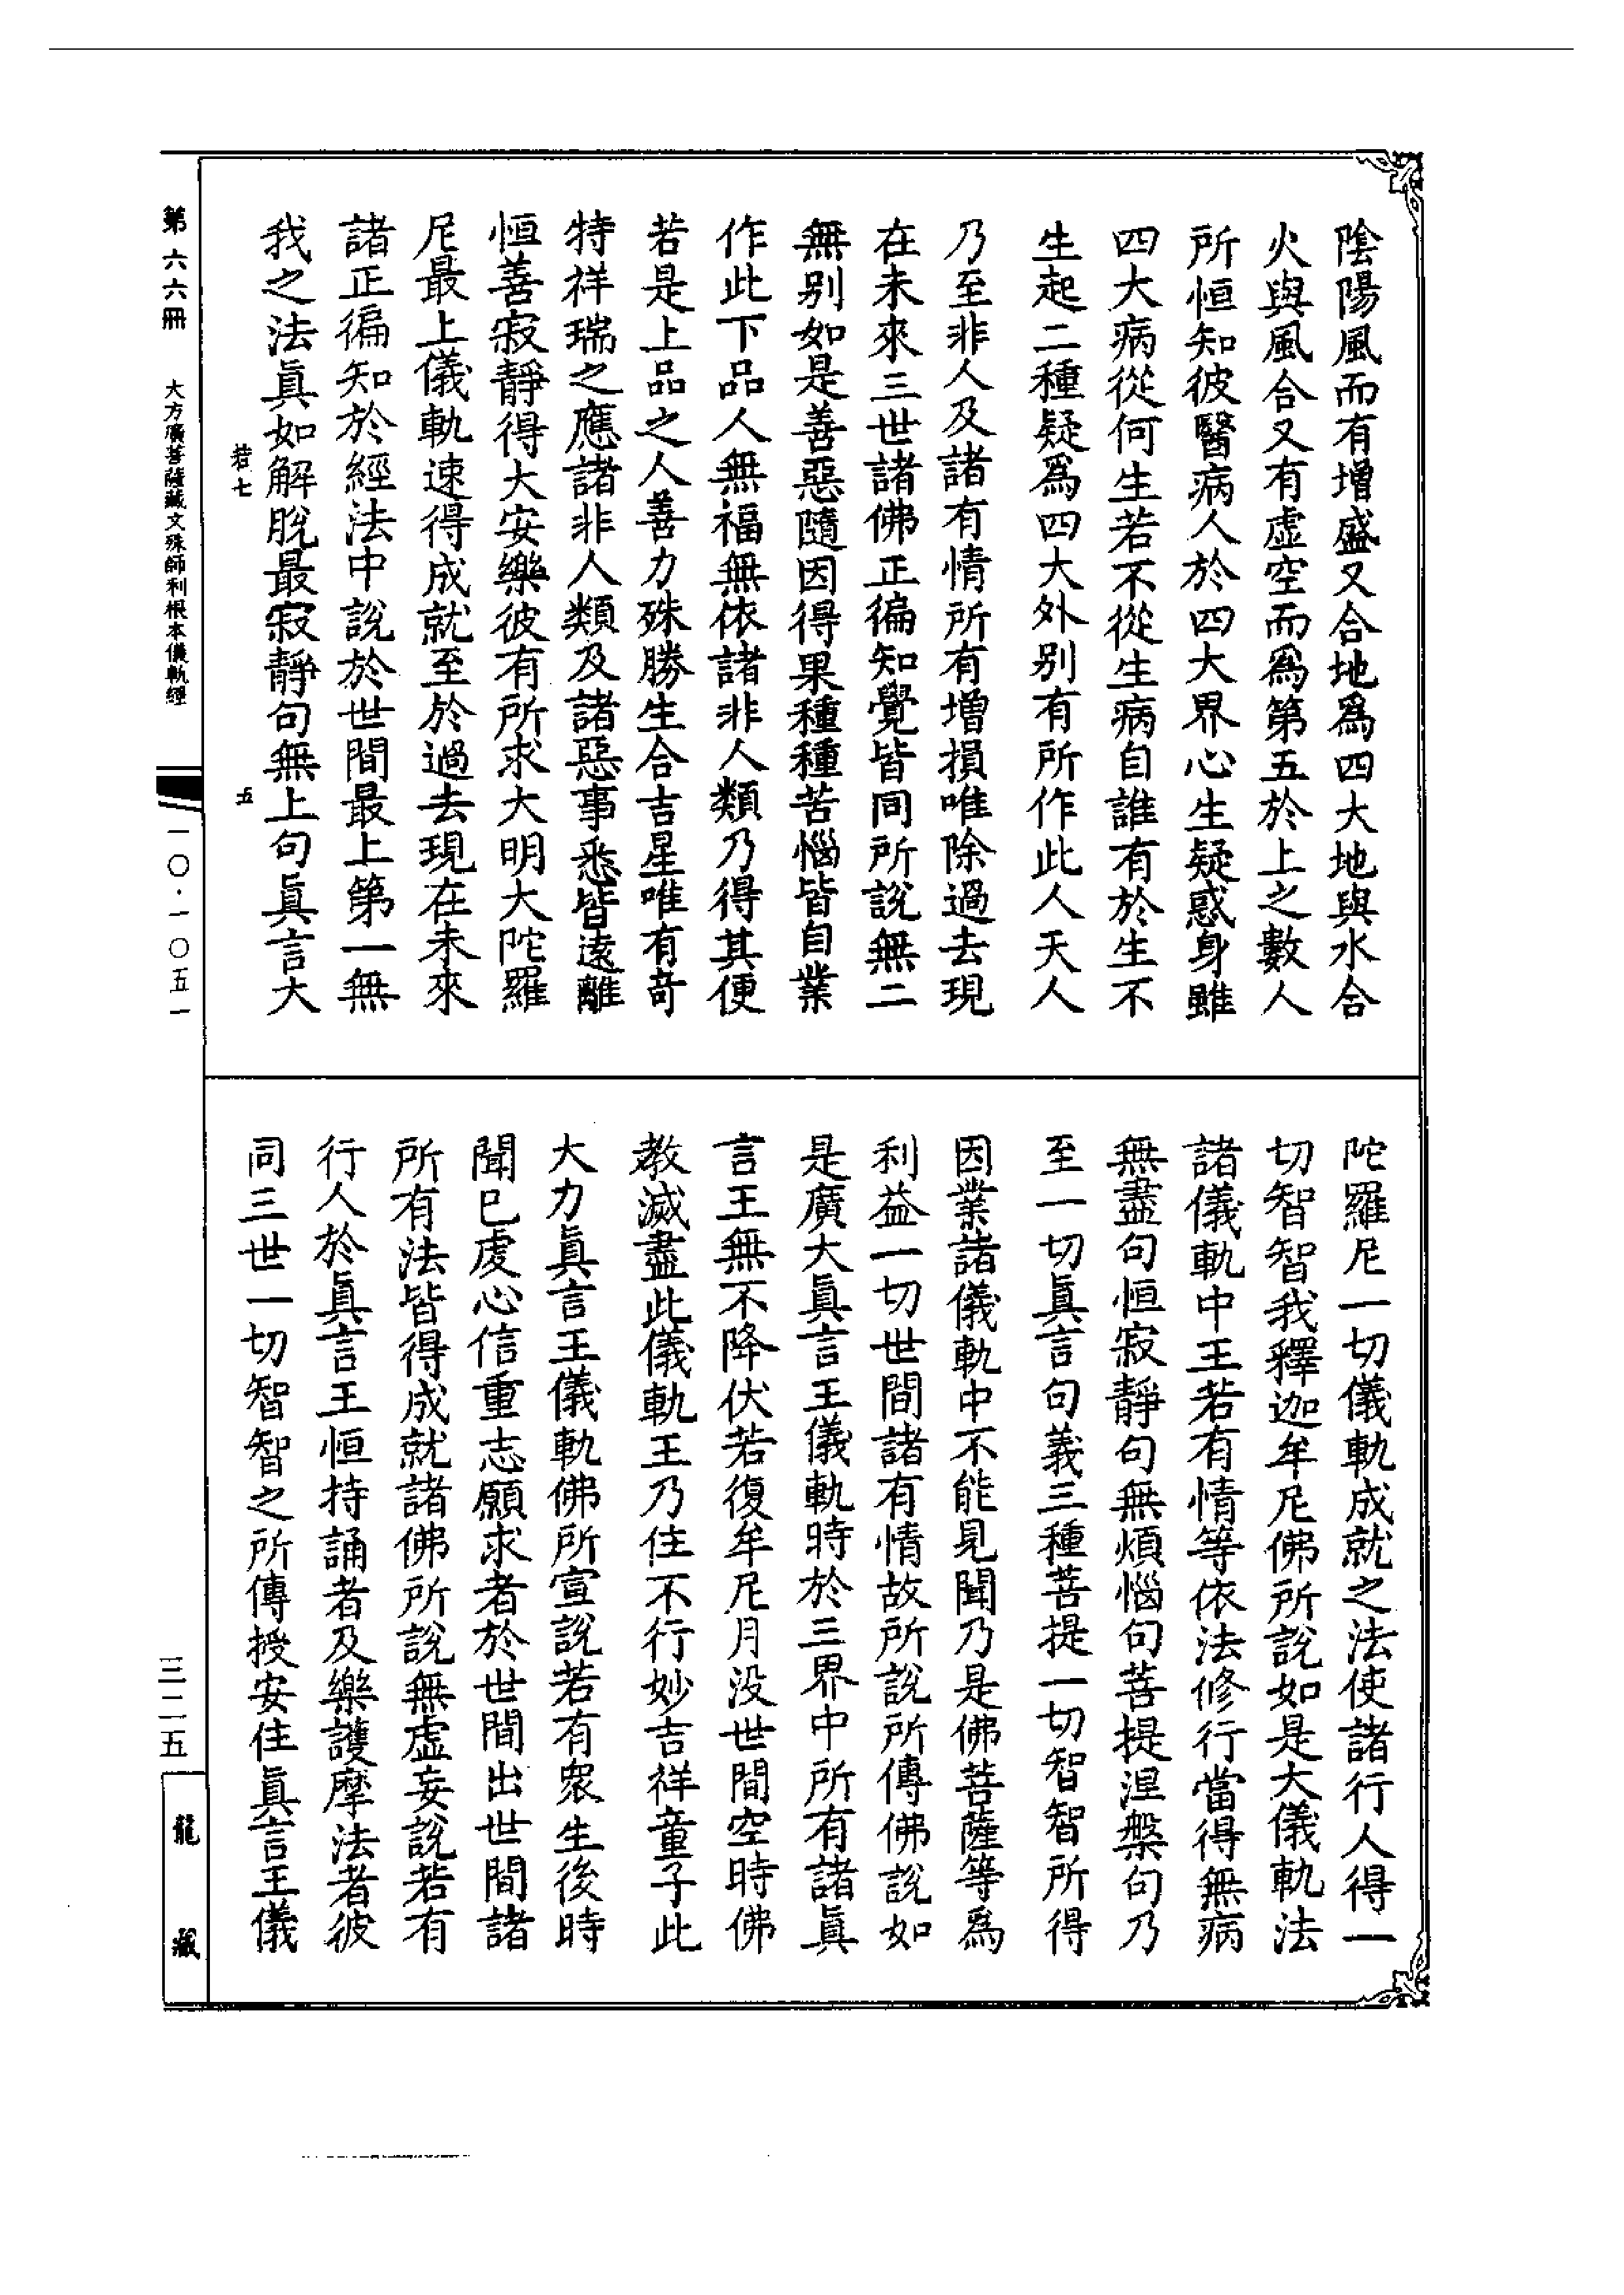 陰陽風而有增盛又合地爲四大地與水合
火與風合又有虛空而爲第五於上之數人
所恒知彼醫病人於四大界心生疑惑身雖
四大病從何生若不從生病自誰有於生不
生起二種疑爲四大外别有所作此人天人
乃至非人及諸有情所有增損唯除過去現
在未來三世諸佛正徧知覺皆同所說無二
無别如是善惡隨因得果種種苦惱皆自業
作此下品人無福無依諸非人類乃得其便
若是上品之人善力殊勝生合吉星唯有奇
特祥瑞之應諸非人類及諸惡事悉皆遠離
恒善寂靜得大安樂彼有所求大明大陀羅
尼最上儀軌速得成就至於過去現在未來
諸正徧知於經法中說於世間最上第一無
我之法眞如解脫最寂靜句無上句眞言大
若七
五
陀羅尼一切儀軌成就之法使諸行人得一
切智智我釋迦牟尼佛所說如是大儀軌法
諸儀軌中王若有情等依法修行當得無病
無盡句恒寂靜句無煩惱句菩提涅槃句乃
至一切眞言句義三種菩提一切智智所得
因業諸儀軌中不能見聞乃是佛菩薩等爲
利益一切世間諸有情故所說所傳佛說如
是廣大眞言王儀軌時於三界中所有諸眞
言王無不降伏若復牟尼月没世間空時佛
教滅盡此儀軌王乃住不行妙吉祥童子此
大力眞言王儀軌佛所宣說若有衆生後時
聞已虔心信重志願求者於世間出世間諸
所有法皆得成就諸佛所說無虛妄說若有
行人於眞言王恒持誦者及樂護摩法者彼
同三世一切智智之所傳授安住眞言王儀
第六六冊
大方廣菩薩藏文殊師利根本儀軌經
一〇·一〇五一
三二五
龍藏